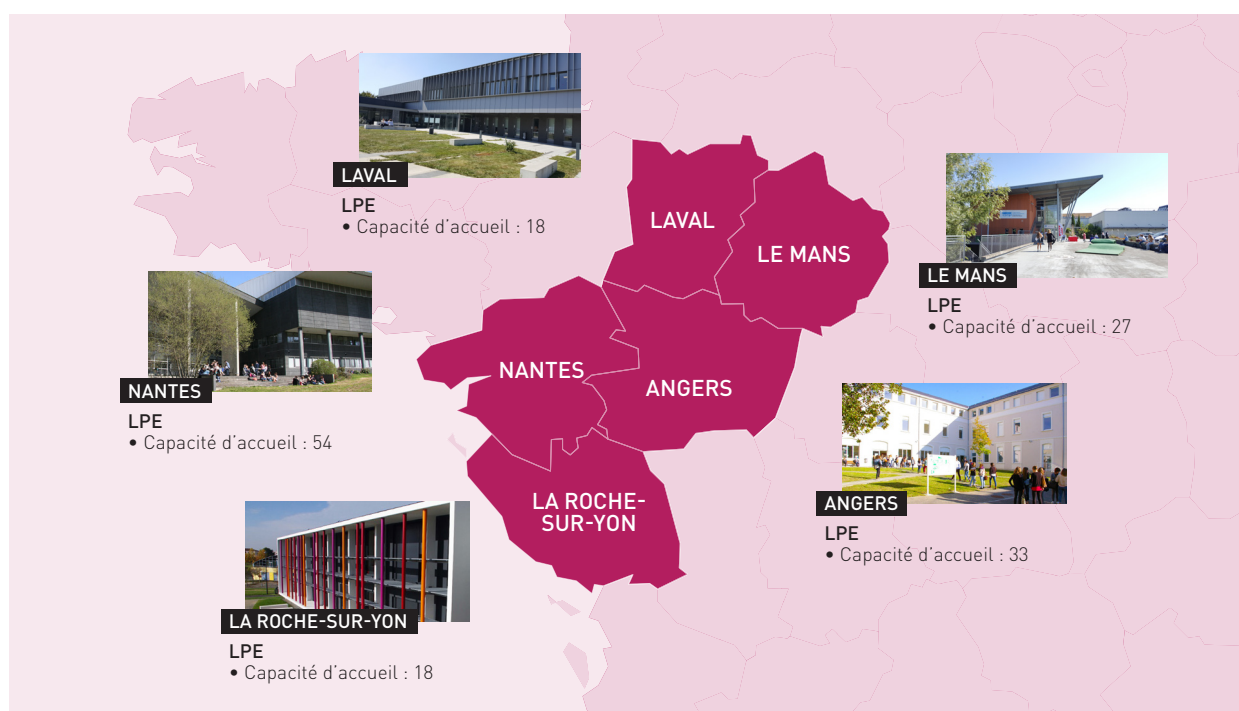 LAVAL
LPE
• Capacité d'accueil : 18
LE MANS
LPE
• Capacité d'accueil : 27
NANTES
LPE
• Capacité d'accueil : 54
ANGERS
LPE
• Capacité d'accueil : 33
LA ROCHE-SUR-YON
LPE
• Capacité d'accueil : 18
LAVAL
LE MANS
NANTES
ANGERS
LA ROCHE-
SUR-YON